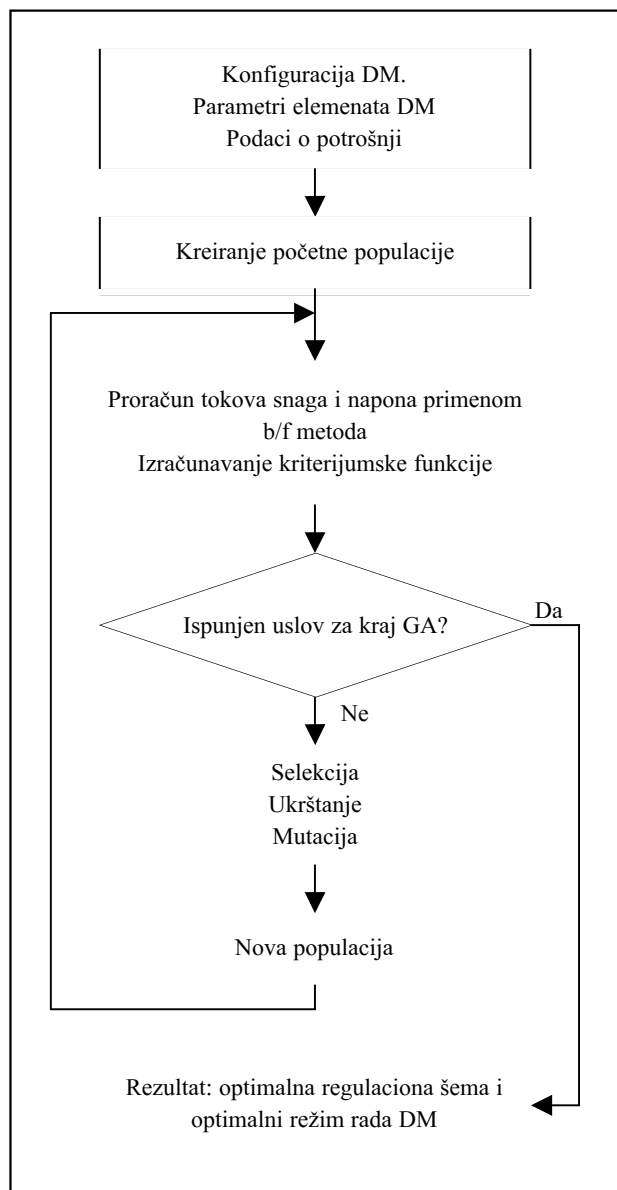 Konfiguracija DM.
Parametri elemenata DM
Podaci o potrošnji
Kreiranje početne populacije
Proračun tokova snaga i napona primenom
b/f metoda
Izračunavanje kriterijumske funkcije
Ispunjen uslov za kraj GA?
Da
Ne
Selekcija
Ukrštanje
Mutacija
Nova populacija
Rezultat: optimalna regulaciona šema i
optimalni režim rada DM